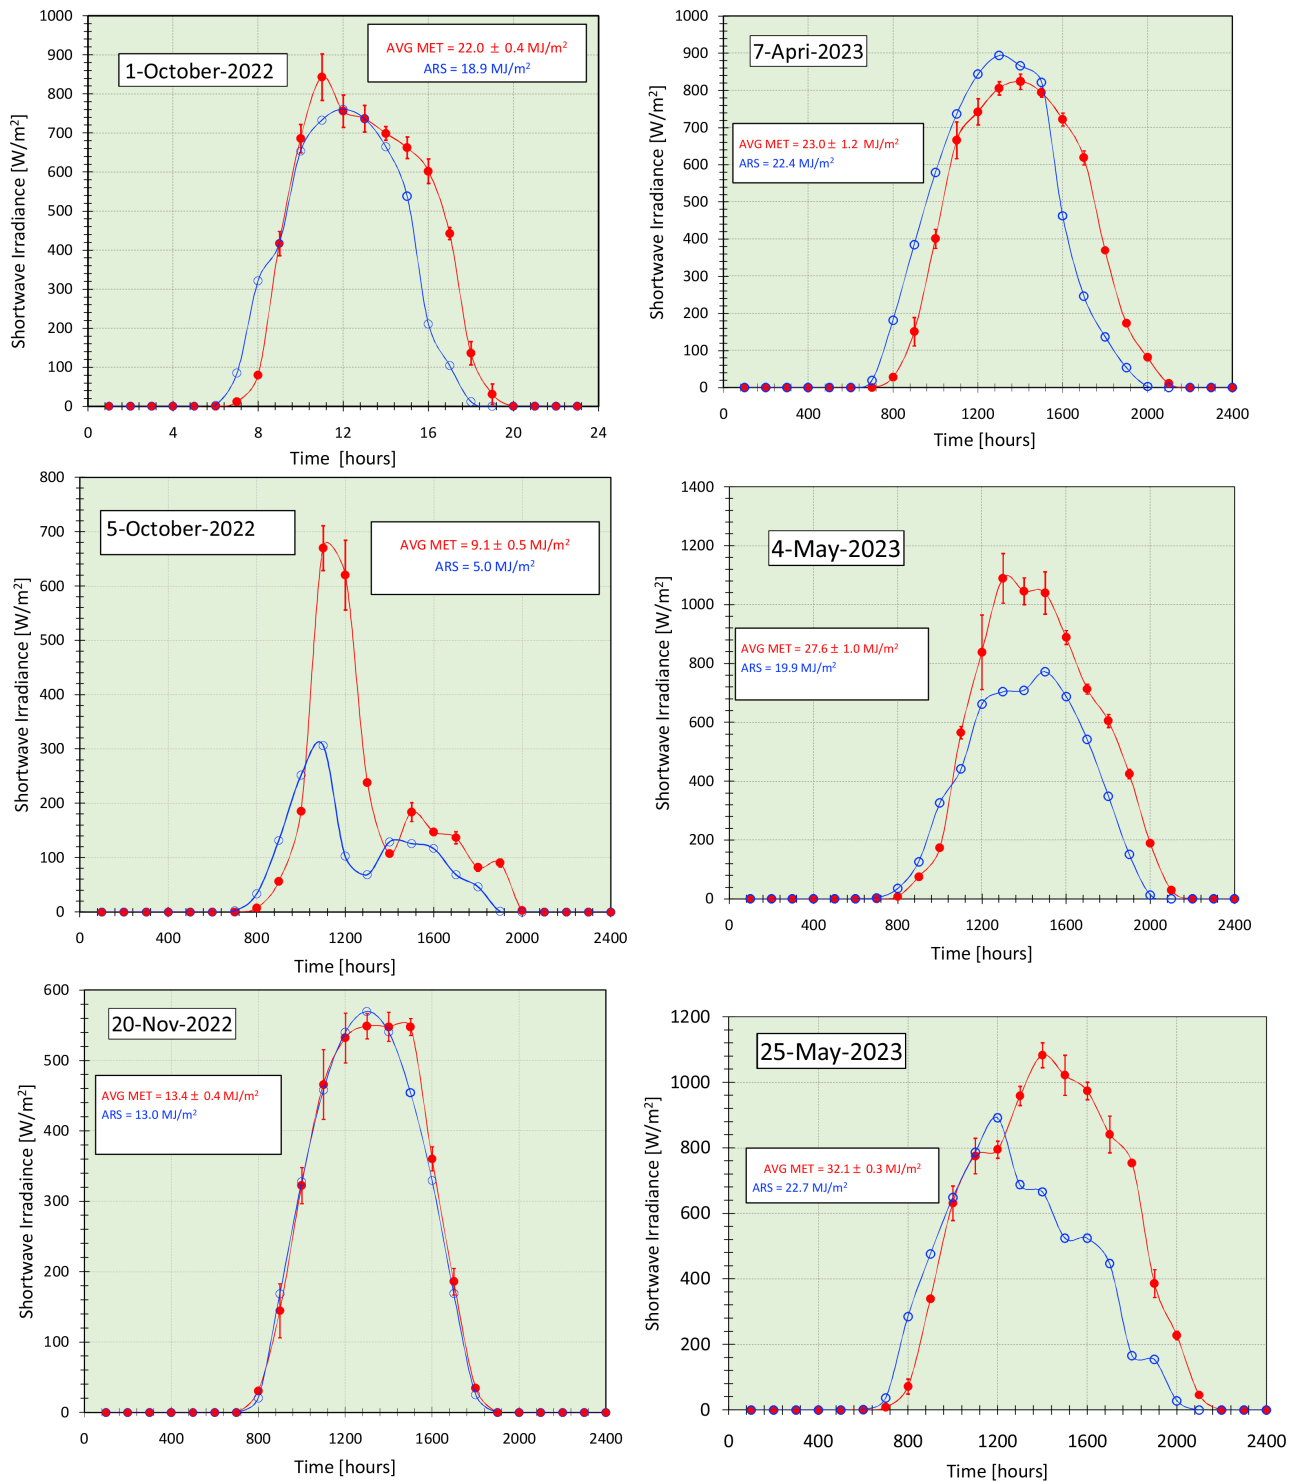 1-October-2022
AVG MET = 22.0 ± 0.4 MJ/m²
ARS = 18.9 MJ/m²
Shortwave Irradiance [W/m²]
1000
900
800
700
600
500
400
300
200
100
0
0 4 8 12 16 20 24
Time [hours]
7-Apri-2023
AVG MET = 23.0 ± 1.2 MJ/m²
ARS = 22.4 MJ/m²
Shortwave Irradiance [W/m²]
1000
900
800
700
600
500
400
300
200
100
0
0 400 800 1200 1600 2000 2400
Time [hours]
5-October-2022
AVG MET = 9.1 ± 0.5 MJ/m²
ARS = 5.0 MJ/m²
Shortwave Irradiance [W/m²]
800
700
600
500
400
300
200
100
0
0 400 800 1200 1600 2000 2400
Time [hours]
4-May-2023
AVG MET = 27.6 ± 1.0 MJ/m²
ARS = 19.9 MJ/m²
Shortwave Irradiance [W/m²]
1400
1200
1000
800
600
400
200
0
0 400 800 1200 1600 2000 2400
Time [hours]
20-Nov-2022
AVG MET = 13.4 ± 0.4 MJ/m²
ARS = 13.0 MJ/m²
Shortwave Irradaince [W/m²]
600
500
400
300
200
100
0
0 400 800 1200 1600 2000 2400
Time [hours]
25-May-2023
AVG MET = 32.1 ± 0.3 MJ/m²
ARS = 22.7 MJ/m²
Shortwave Irradiance [W/m²]
1200
1000
800
600
400
200
0
0 400 800 1200 1600 2000 2400
Time [hours]